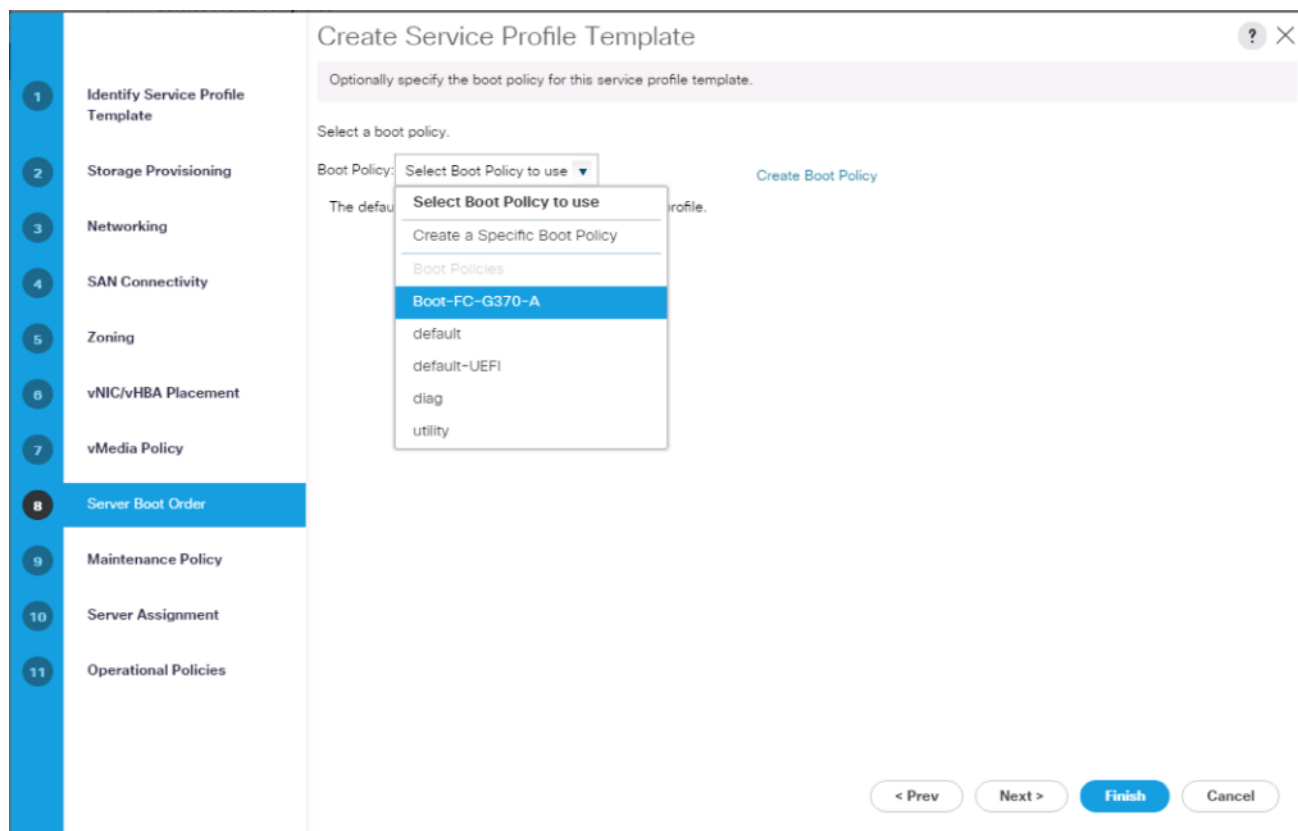 Create Service Profile Template
?
Optionally specify the boot policy for this service profile template.
1
Identify Service Profile
Template
2
Storage Provisioning
3
Networking
4
SAN Connectivity
5
Zoning
6
vNIC/vHBA Placement
7
vMedia Policy
8
Server Boot Order
9
Maintenance Policy
10
Server Assignment
11
Operational Policies
Select a boot policy.
Boot Policy: Select Boot Policy to use
Create Boot Policy
The defau
rofile.
Select Boot Policy to use
Create a Specific Boot Policy
Boot Policies
Boot-FC-G370-A
default
default-UEFI
diag
utility
< Prev
Next >
Finish
Cancel